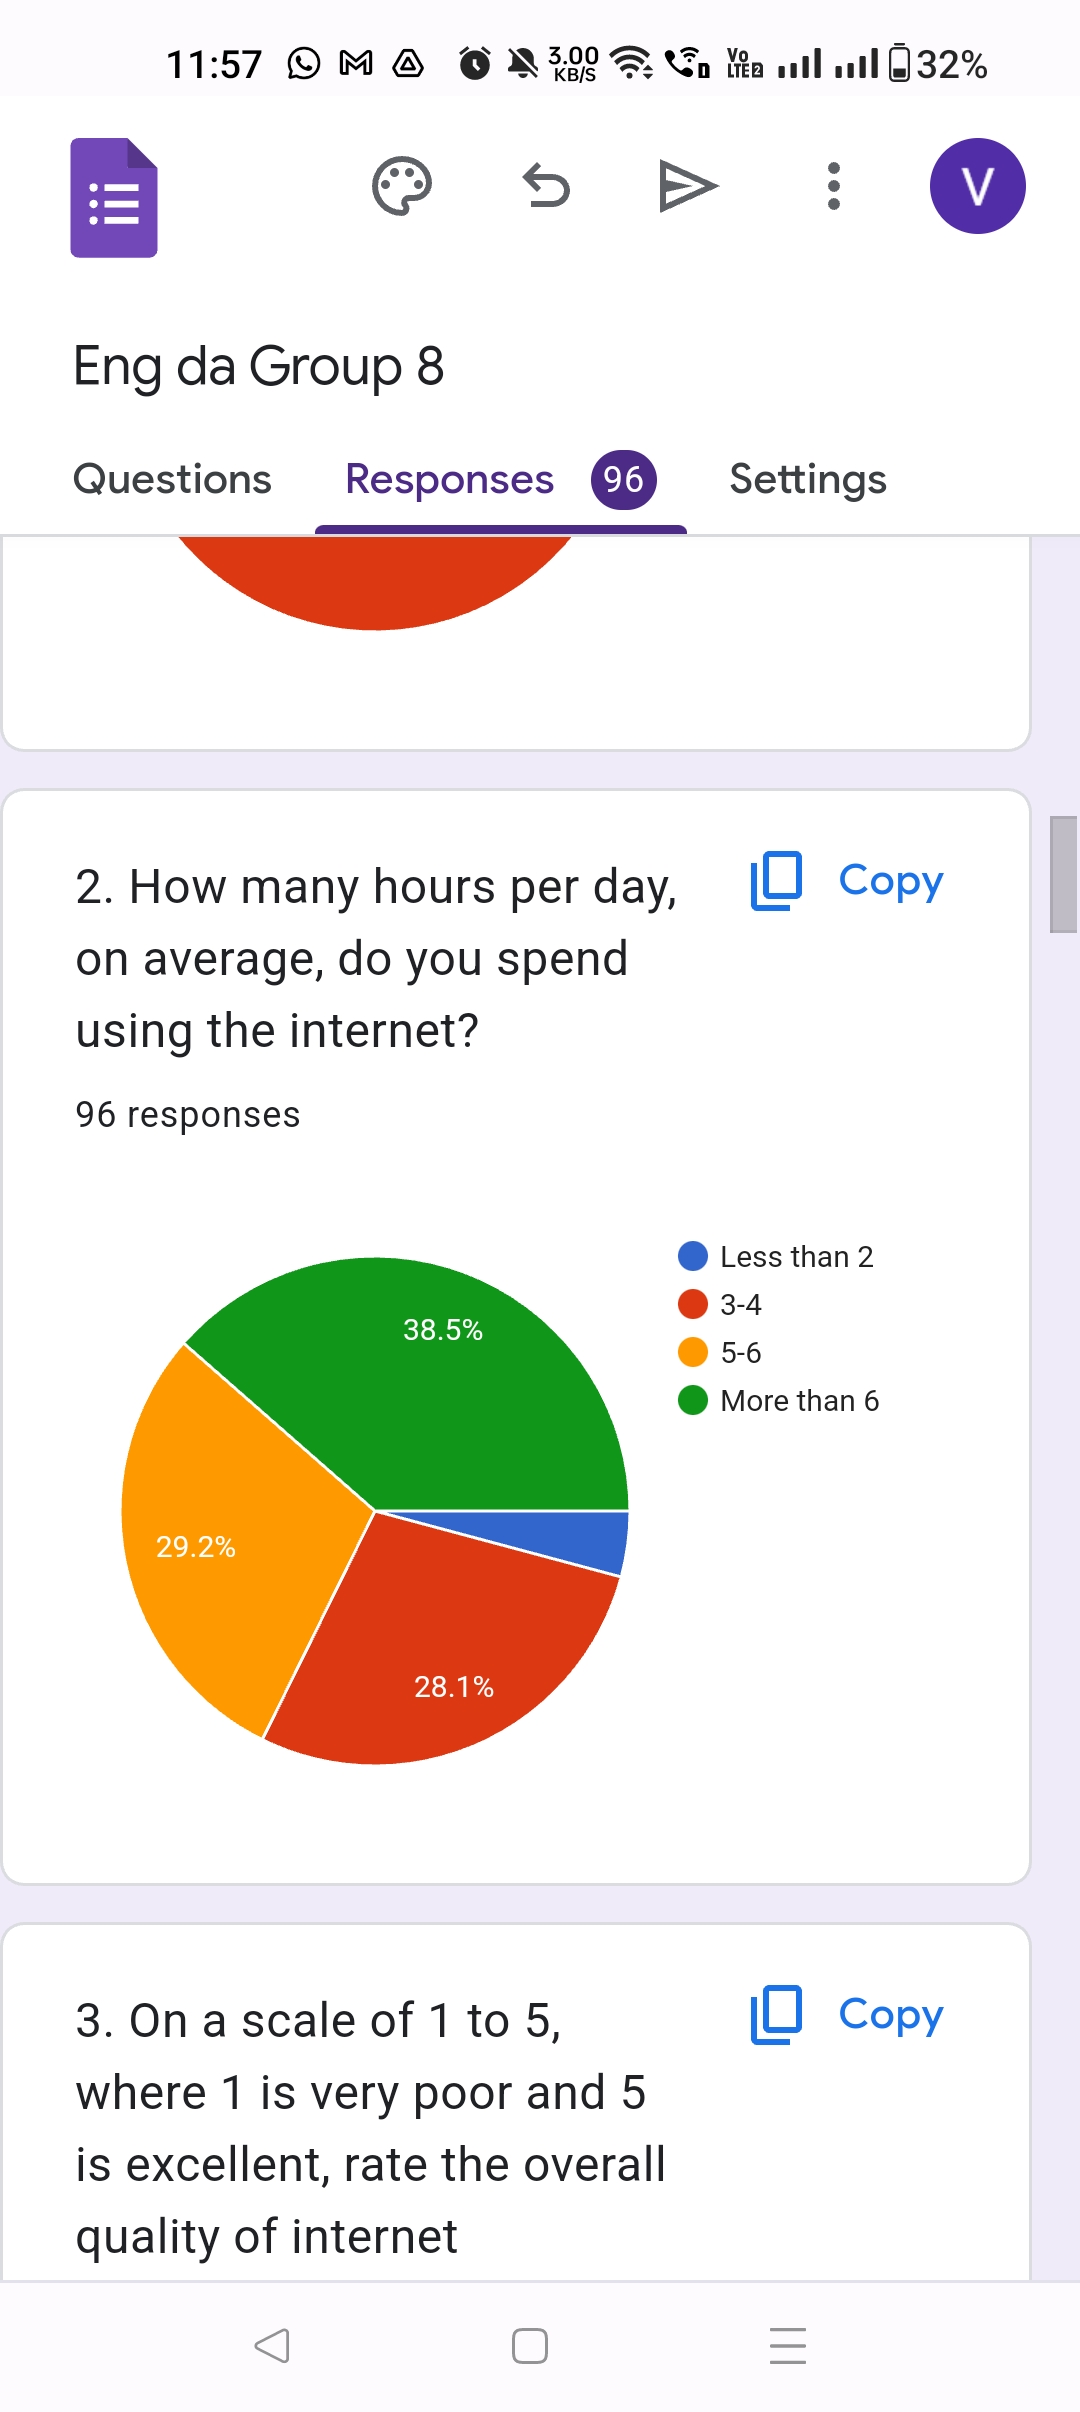 11:57 3.00 KB/S Vo LTE 2 32%
V
Eng da Group 8
Questions Responses 96 Settings
2. How many hours per day,
on average, do you spend
using the internet?
Copy
96 responses
Less than 2
3-4
5-6
More than 6
38.5%
29.2%
28.1%
3. On a scale of 1 to 5,
where 1 is very poor and 5
is excellent, rate the overall
quality of internet
Copy